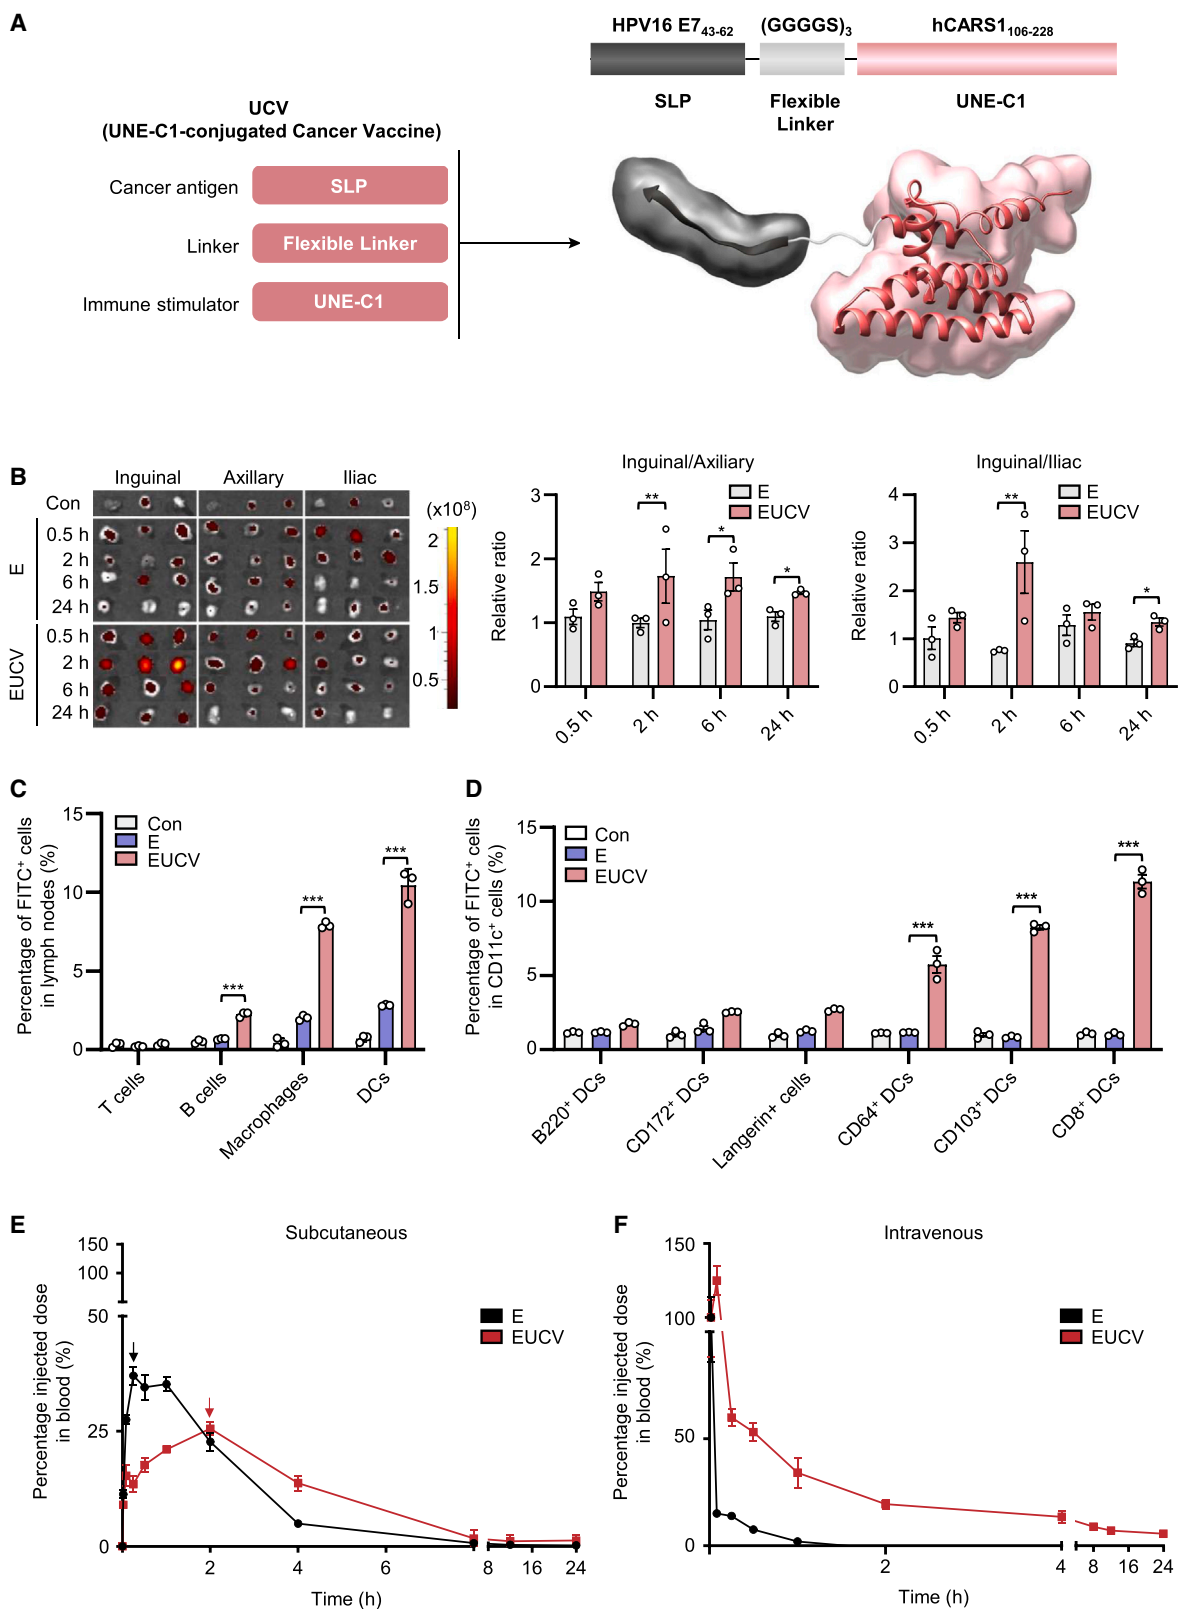 A
HPV16 E743-62
(GGGGS)3
hCARS1106-228
SLP
Flexible
Linker
UNE-C1
UCV
(UNE-C1-conjugated Cancer Vaccine)
Cancer antigen
SLP
Linker
Flexible Linker
Immune stimulator
UNE-C1
B
Inguinal
Axillary
Iliac
Con
E
0.5 h
2 h
6 h
24 h
EUCV
0.5 h
2 h
6 h
24 h
(x10⁸)
2
1.5
1
0.5
Inguinal/Axiliary
E
EUCV
Relative ratio
3
2
1
0
**
*
*
0.5 h
2 h
6 h
24 h
Inguinal/Iliac
E
EUCV
Relative ratio
4
3
2
1
0
**
*
0.5 h
2 h
6 h
24 h
C
Percentage of FITC⁺ cells
in lymph nodes (%)
15
10
5
0
Con
E
EUCV
***
***
***
T cells
B cells
Macrophages
DCs
D
Percentage of FITC⁺ cells
in CD11c⁺ cells (%)
15
10
5
0
Con
E
EUCV
***
***
***
B220⁺ DCs
CD172⁺ DCs
Langerin+ cells
CD64⁺ DCs
CD103⁺ DCs
CD8⁺ DCs
E
Subcutaneous
Percentage injected dose
in blood (%)
150
100
50
25
0
E
EUCV
2
4
6
8
16
24
Time (h)
F
Intravenous
Percentage injected dose
in blood (%)
150
100
50
0
E
EUCV
2
4
8
16
24
Time (h)